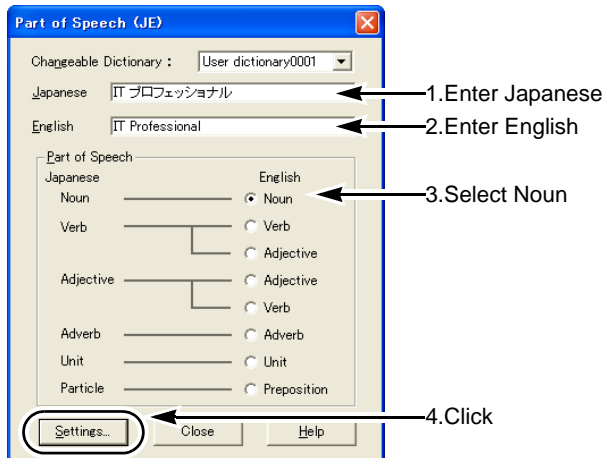 Part of Speech (JE)
Changeable Dictionary : User dictionary0001
Japanese IT プロフェッショナル 1.Enter Japanese
English IT Professional 2.Enter English
Part of Speech
Japanese English
Noun Noun 3.Select Noun
Verb Verb
Adjective
Adjective Adjective
Verb
Adverb Adverb
Unit Unit
Particle Preposition
Settings... Close Help 4.Click